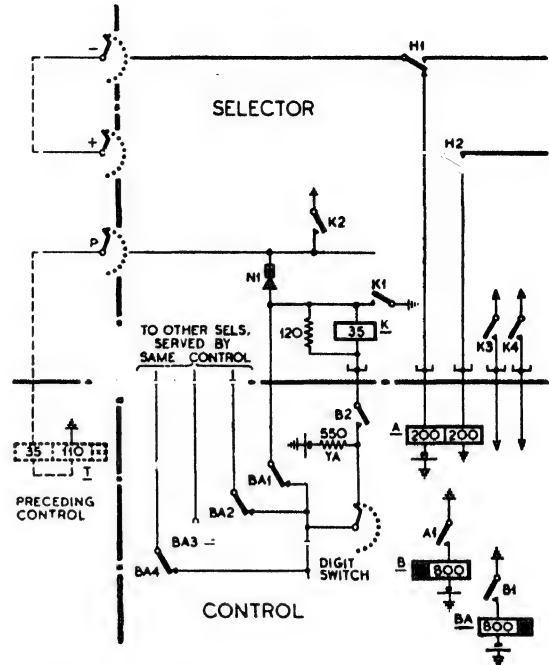 −
H1
SELECTOR
+
H2
K2
P
N1
K1
TO OTHER SELS.
SERVED BY
SAME CONTROL
120
35 K
K3 K4
B2
A
200 200
550
YA
35 110 x
T
PRECEDING
CONTROL
BA1
BA2
BA3
BA4
A1
DIGIT
SWITCH
B
800
B1
BA
800
CONTROL